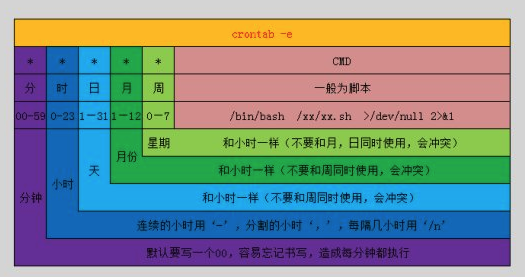 crontab -e
* * * * * CMD
分 时 日 月 周 一般为脚本
00-59 0-23 1-31 1-12 0-7 /bin/bash /xx/xx.sh >/dev/null 2>&1
星期 和小时一样（不要和月，日同时使用，会冲突）
月份 和小时一样（不要和周同时使用，会冲突）
天 和小时一样（不要和周同时使用，会冲突）
小时 连续的小时用‘-’，分割的小时‘，’，每隔几小时用‘/n’
分钟 默认要写一个00，容易忘记书写，造成每分钟都执行